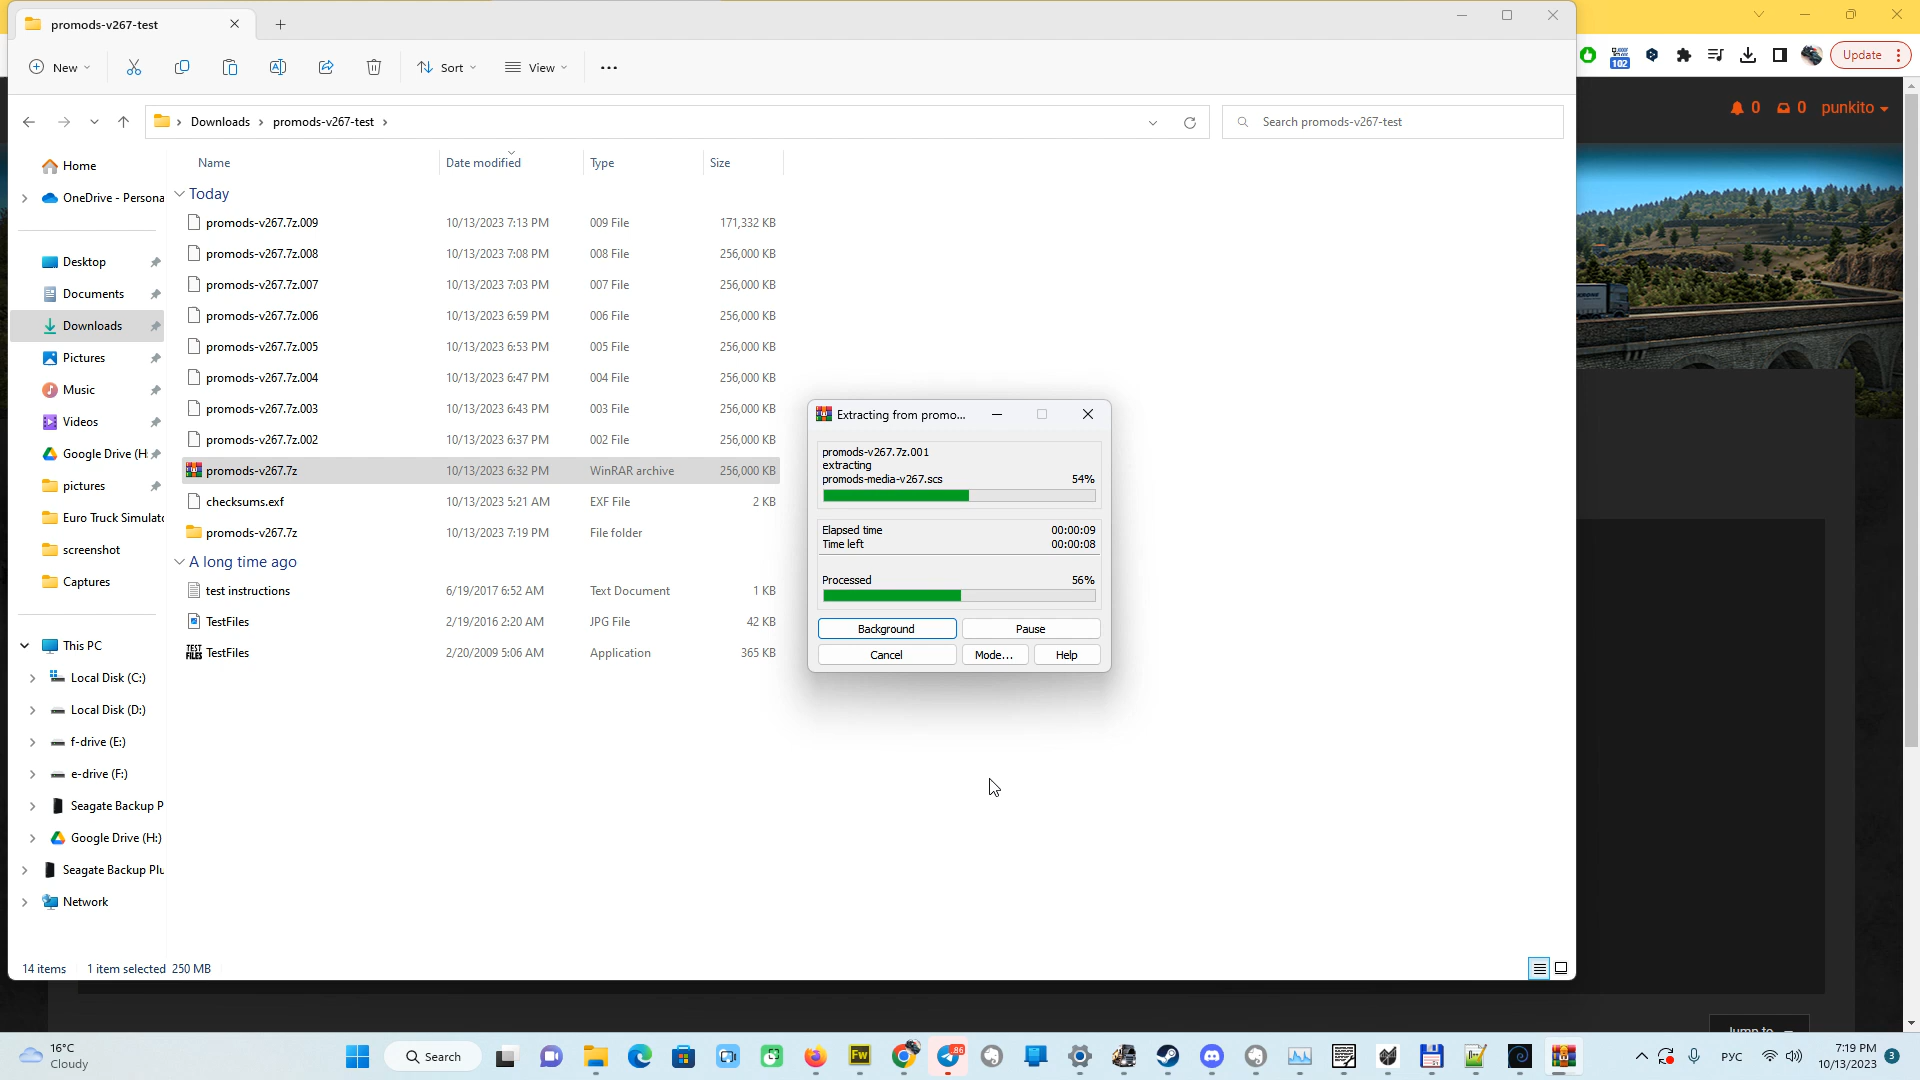 promods-v267-test
102
Update
New
Sort
View
Downloads
promods-v267-test
Search promods-v267-test
0
0
punkito
Home
OneDrive - Persona
Desktop
Documents
Downloads
Pictures
Music
Videos
Google Drive (H:
pictures
Euro Truck Simulato
screenshot
Captures
This PC
Local Disk (C:)
Local Disk (D:)
f-drive (E:)
e-drive (F:)
Seagate Backup P
Google Drive (H:)
Seagate Backup Plu
Network
Name Date modified Type Size
Today
promods-v267.7z.009 10/13/2023 7:13 PM 009 File 171,332 KB
promods-v267.7z.008 10/13/2023 7:08 PM 008 File 256,000 KB
promods-v267.7z.007 10/13/2023 7:03 PM 007 File 256,000 KB
promods-v267.7z.006 10/13/2023 6:59 PM 006 File 256,000 KB
promods-v267.7z.005 10/13/2023 6:53 PM 005 File 256,000 KB
promods-v267.7z.004 10/13/2023 6:47 PM 004 File 256,000 KB
promods-v267.7z.003 10/13/2023 6:43 PM 003 File 256,000 KB
promods-v267.7z.002 10/13/2023 6:37 PM 002 File 256,000 KB
promods-v267.7z 10/13/2023 6:32 PM WinRAR archive 256,000 KB
checksums.exf 10/13/2023 5:21 AM EXF File 2 KB
promods-v267.7z 10/13/2023 7:19 PM File folder
A long time ago
test instructions 6/19/2017 6:52 AM Text Document 1 KB
TestFiles 2/19/2016 2:20 AM JPG File 42 KB
TEST FILES TestFiles 2/20/2009 5:06 AM Application 365 KB
Extracting from promo...
promods-v267.7z.001
extracting
promods-media-v267.scs 54%
Elapsed time 00:00:09
Time left 00:00:08
Processed 56%
Background Pause
Cancel Mode... Help
14 items 1 item selected 250 MB
Jump to
16°C
Cloudy
Search
Fw
86
РУС
7:19 PM
10/13/2023
3